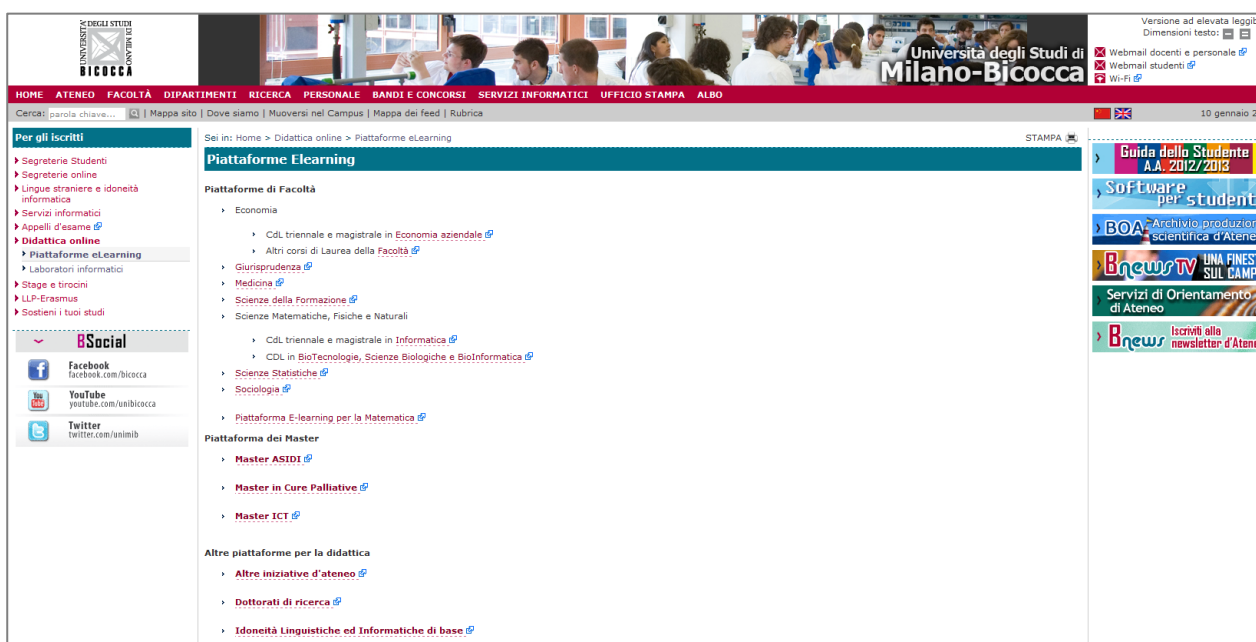 UNIVERSITÀ DEGLI STUDI DI MILANO
BICOCCA
Università degli Studi di
Milano-Bicocca
Versione ad elevata leggib
Dimensioni testo:
Webmail docenti e personale
Webmail studenti
Wi-Fi
HOME ATENEO FACOLTÀ DIPARTIMENTI RICERCA PERSONALE BANDI E CONCORSI SERVIZI INFORMATICI UFFICIO STAMPA ALBO
Cerca: parola chiave... | Mappa sito | Dove siamo | Muoversi nel Campus | Mappa dei feed | Rubrica
10 gennaio 2
Per gli iscritti
Segreterie Studenti
Segreterie online
Lingue straniere e idoneità
informatica
Servizi informatici
Appelli d'esame
Didattica online
Piattaforme eLearning
Laboratori informatici
Stage e tirocini
LLP-Erasmus
Sostieni i tuoi studi
BSocial
Facebook
facebook.com/bicocca
You Tube
YouTube
youtube.com/unibicocca
Twitter
twitter.com/unimib
Sei in: Home > Didattica online > Piattaforme eLearning
STAMPA
Piattaforme Elearning
Piattaforme di Facoltà
Economia
CdL triennale e magistrale in Economia aziendale
Altri corsi di Laurea della Facoltà
Giurisprudenza
Medicina
Scienze della Formazione
Scienze Matematiche, Fisiche e Naturali
CdL triennale e magistrale in Informatica
CDL in BioTecnologie, Scienze Biologiche e BioInformatica
Scienze Statistiche
Sociologia
Piattaforma E-learning per la Matematica
Piattaforma dei Master
Master ASIDI
Master in Cure Palliative
Master ICT
Altre piattaforme per la didattica
Altre iniziative d'ateneo
Dottorati di ricerca
Idoneità Linguistiche ed Informatiche di base
Guida dello Studente
A.A. 2012/2013
Software
per student
BOA Archivio produzion
scientifica d'Atene
Bnews TV UNA FINEST
SUL CAMP
Servizi di Orientamento
di Ateneo
Bnews Iscriviti alla
newsletter d'Atene